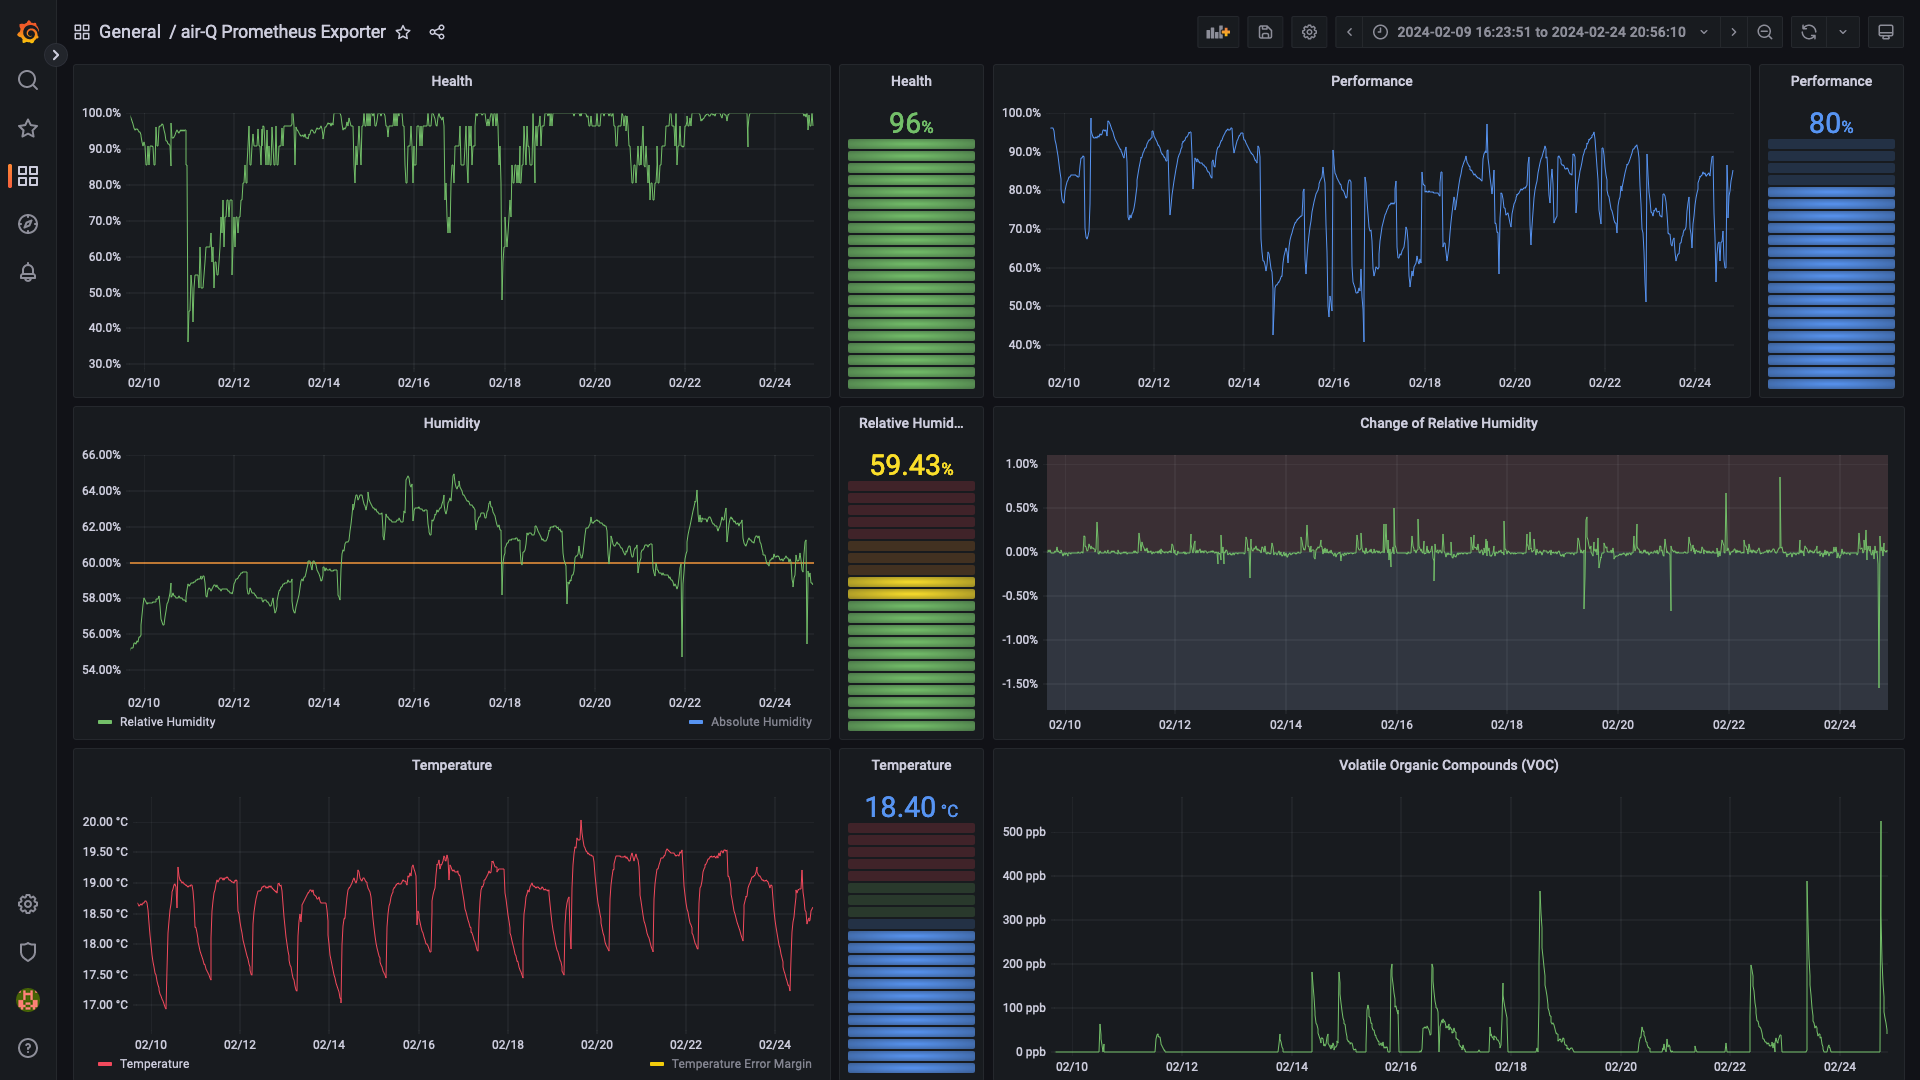 General / air-Q Prometheus Exporter
2024-02-09 16:23:51 to 2024-02-24 20:56:10
Health
100.0%
90.0%
80.0%
70.0%
60.0%
50.0%
40.0%
30.0%
02/10 02/12 02/14 02/16 02/18 02/20 02/22 02/24
Health
96%
Performance
100.0%
90.0%
80.0%
70.0%
60.0%
50.0%
40.0%
02/10 02/12 02/14 02/16 02/18 02/20 02/22 02/24
Performance
80%
Humidity
66.00%
64.00%
62.00%
60.00%
58.00%
56.00%
54.00%
02/10 02/12 02/14 02/16 02/18 02/20 02/22 02/24
Relative Humidity Absolute Humidity
Relative Humid...
59.43%
Change of Relative Humidity
1.00%
0.50%
0.00%
-0.50%
-1.00%
-1.50%
02/10 02/12 02/14 02/16 02/18 02/20 02/22 02/24
Temperature
20.00 °C
19.50 °C
19.00 °C
18.50 °C
18.00 °C
17.50 °C
17.00 °C
02/10 02/12 02/14 02/16 02/18 02/20 02/22 02/24
Temperature Temperature Error Margin
Temperature
18.40 °C
Volatile Organic Compounds (VOC)
500 ppb
400 ppb
300 ppb
200 ppb
100 ppb
0 ppb
02/10 02/12 02/14 02/16 02/18 02/20 02/22 02/24